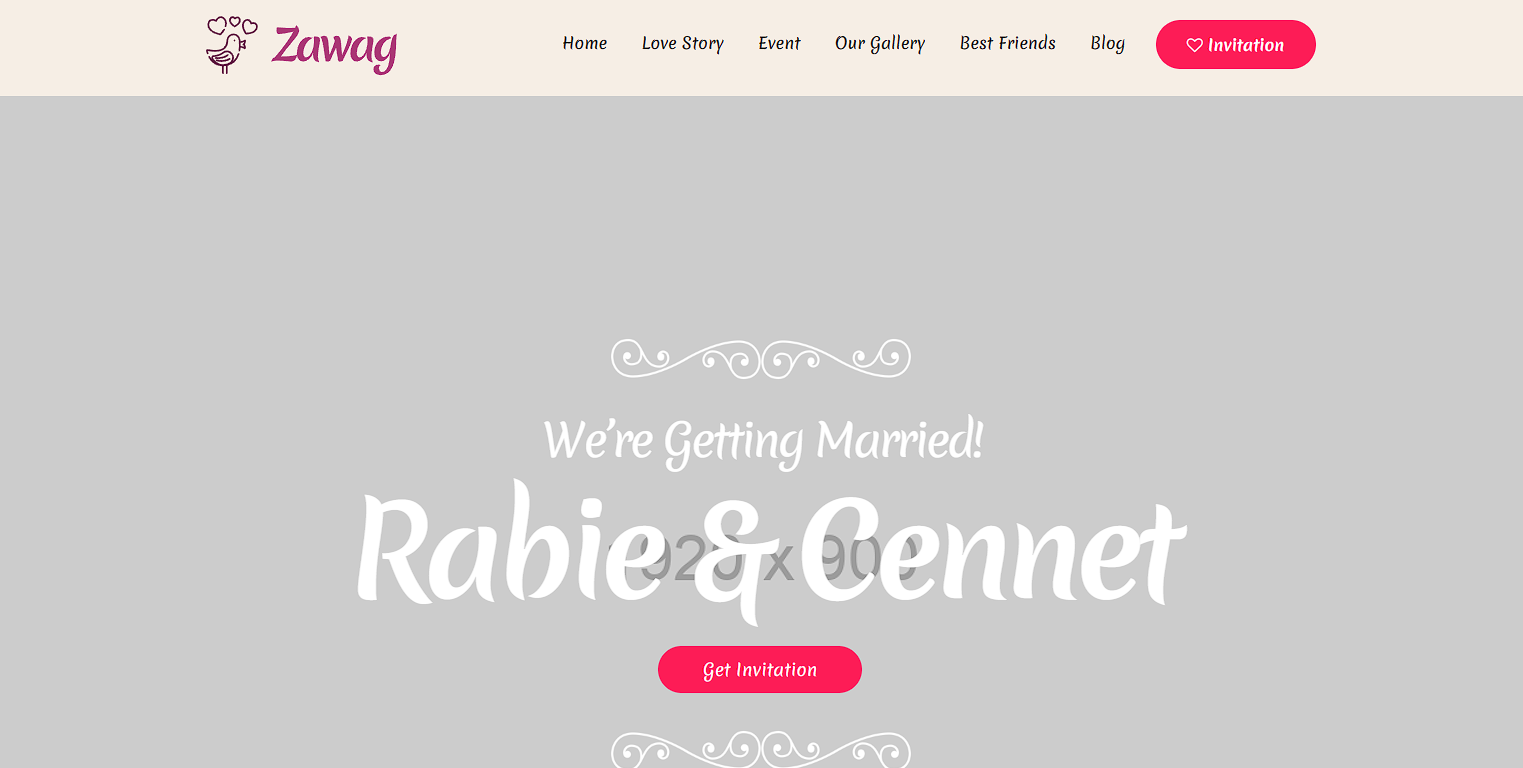 Zawag
Home Love Story Event Our Gallery Best Friends Blog Invitation
We're Getting Married!
Rabie & Cennet
1920 x 900
Get Invitation